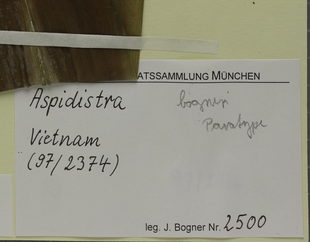 ATSSAMMLUNG MÜNCHEN
Aspidistra
bogneri
Paratype
Vietnam
(97/2374)
leg. J. Bogner Nr. 2500